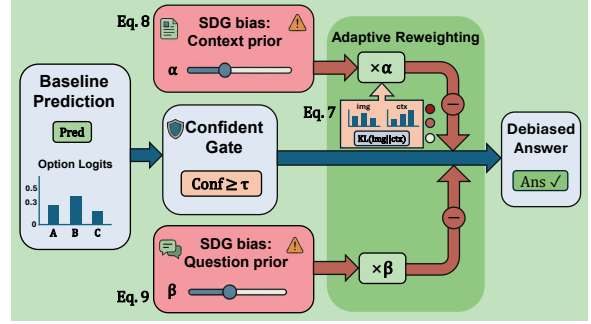 Eq. 8
SDG bias:
Context prior
α
Adaptive Reweighting
×α
Eq. 7
img
ctx
KL(img||ctx)
Baseline
Prediction
Pred
Option Logits
0.5
0.3
0
A B C
Confident
Gate
Conf ≥ τ
Debiased
Answer
Ans ✓
SDG bias:
Question prior
Eq. 9
β
×β